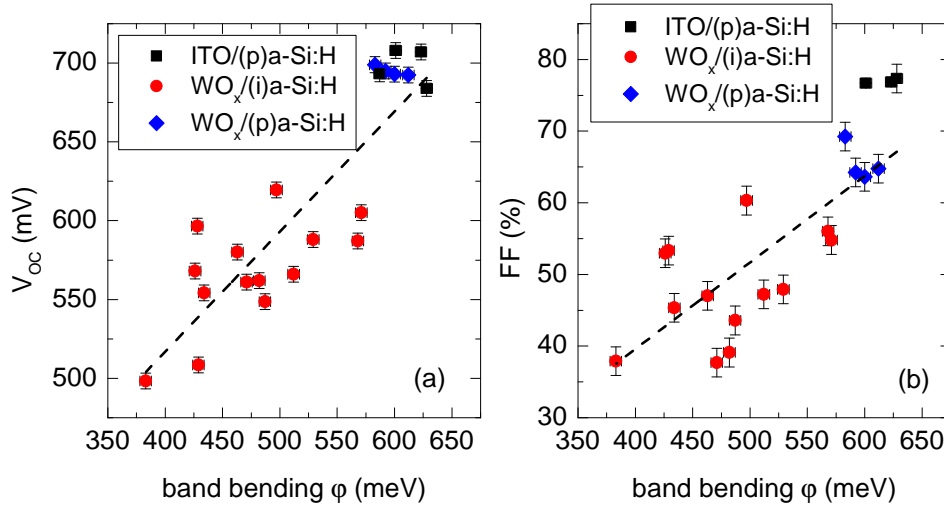 ITO/(p)a-Si:H
WOₓ/(i)a-Si:H
WOₓ/(p)a-Si:H
700
650
600
550
500
V_OC (mV)
(a)
350 400 450 500 550 600 650
band bending φ (meV)
ITO/(p)a-Si:H
WOₓ/(i)a-Si:H
WOₓ/(p)a-Si:H
80
70
60
50
40
30
FF (%)
(b)
350 400 450 500 550 600 650
band bending φ (meV)